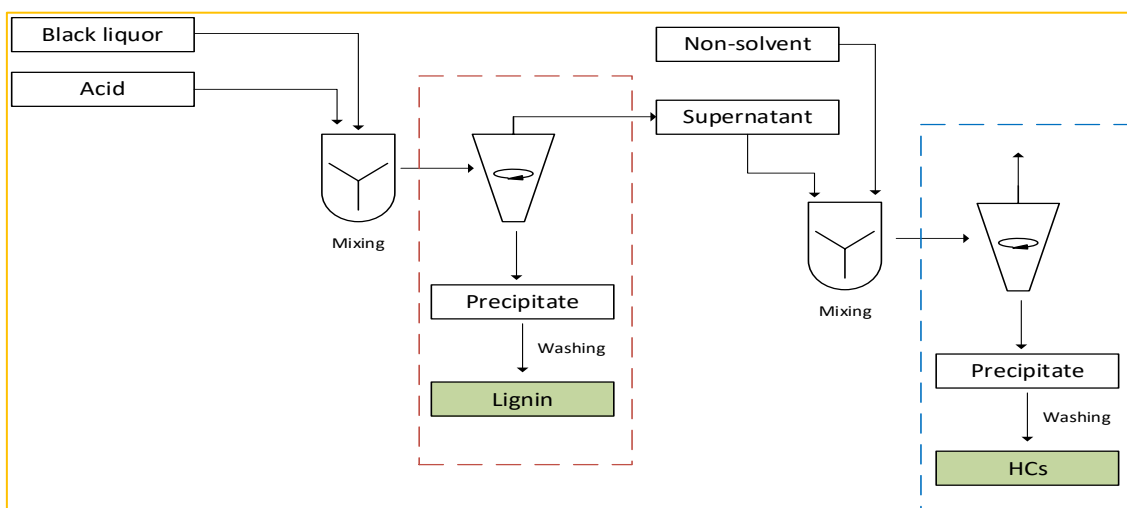 Black liquor
Acid
Mixing
Precipitate
Washing
Lignin
Non-solvent
Supernatant
Mixing
Precipitate
Washing
HCs